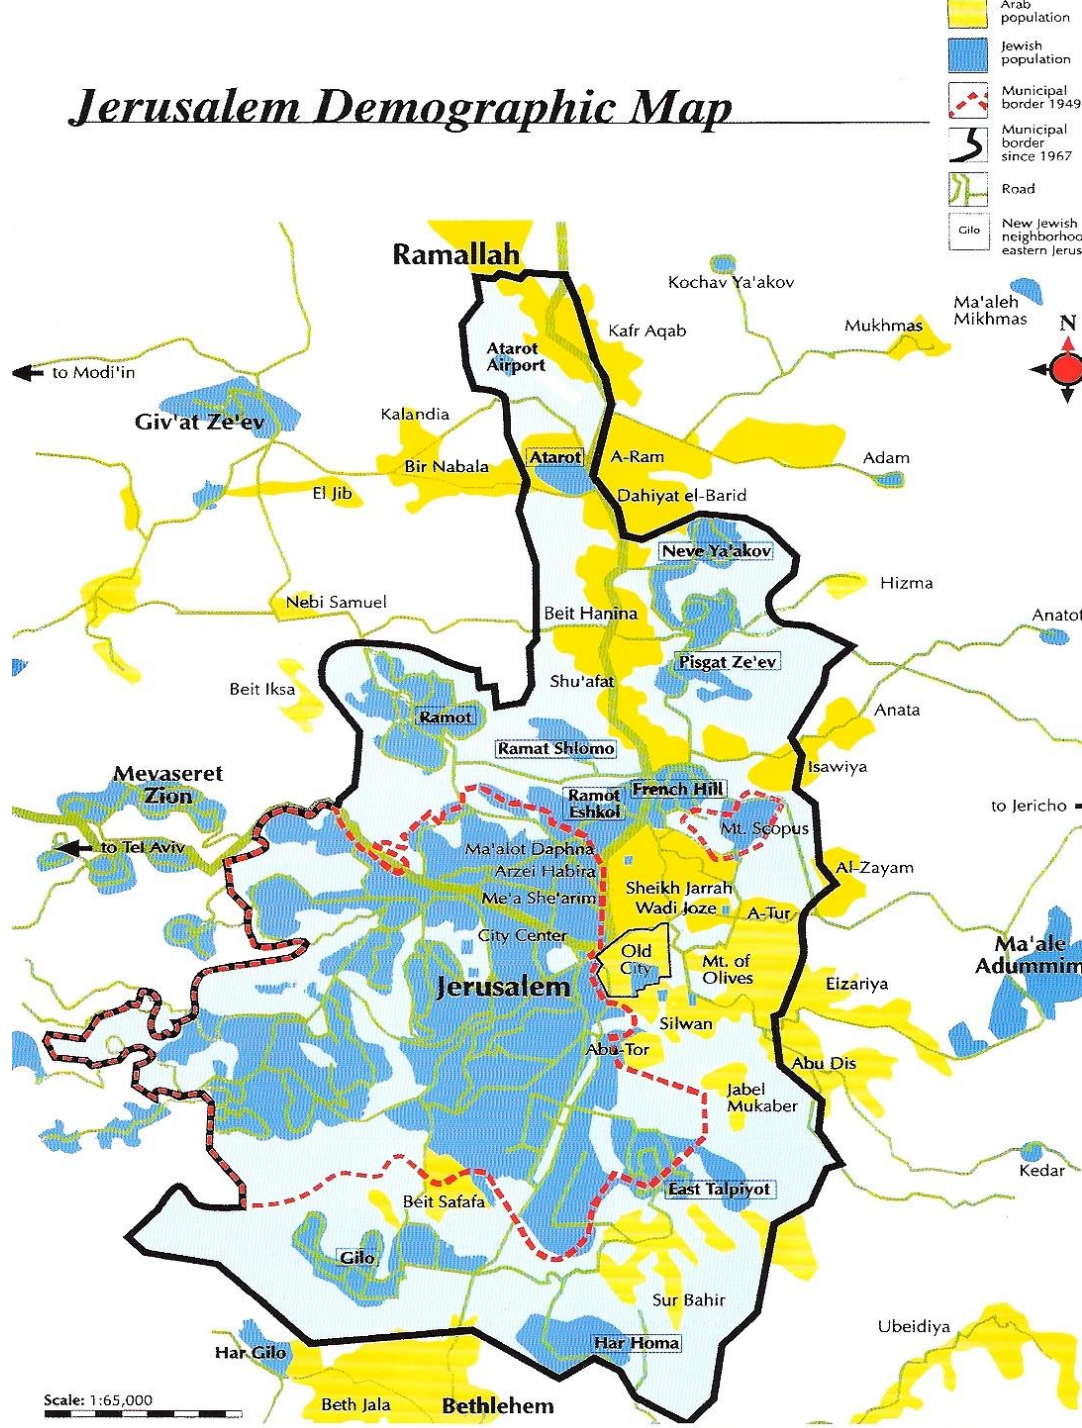 Arab
population
Jewish
population
Jerusalem Demographic Map
Municipal
border 1949
Municipal
border
since 1967
Road
Gilo
New Jewish
neighborhoo
eastern Jerus
Ramallah
Kochav Ya'akov
Ma'aleh
Mikhmas
N
Kafr Aqab
Mukhmas
Atarot
Airport
to Modi'in
Giv'at Ze'ev
Kalandia
Bir Nabala
Atarot
A-Ram
Adam
El Jib
Dahiyat el-Barid
Neve Ya'akov
Hizma
Nebi Samuel
Beit Hanina
Anatot
Pisgat Ze'ev
Beit Iksa
Shu'afat
Anata
Ramot
Ramat Shlomo
Isawiya
Mevaseret
Zion
French Hill
Ramot
Eshkol
to Jericho
Mt. Scopus
to Tel Aviv
Ma'alot Daphna
Arzei Habira
Al-Zayam
Me'a She'arim
Sheikh Jarrah
Wadi Joze
A-Tur
City Center
Old
City
Ma'ale
Adummim
Mt. of
Olives
Jerusalem
Eizariya
Silwan
Abu-Tor
Abu Dis
Jabel
Mukaber
Kedar
East Talpiyot
Beit Safafa
Gilo
Sur Bahir
Ubeidiya
Har Homa
Har Gilo
Scale: 1:65,000
Beth Jala
Bethlehem